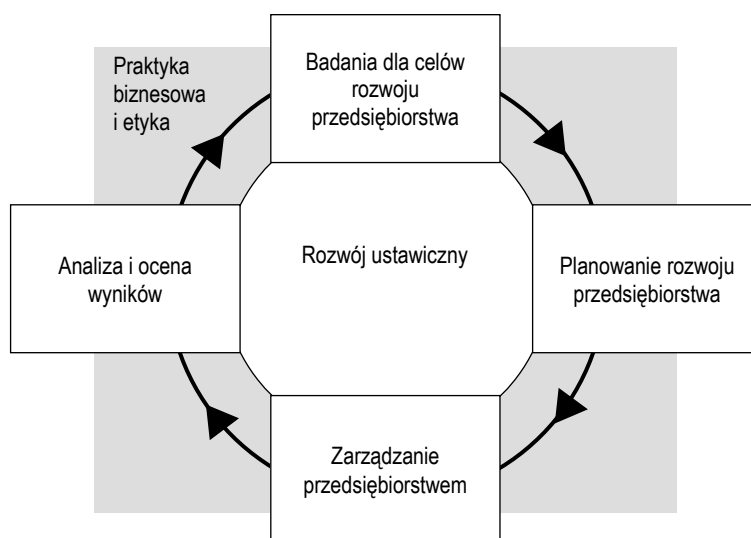 Praktyka
biznesowa
i etyka
Badania dla celów
rozwoju
przedsiębiorstwa
Analiza i ocena
wyników
Rozwój ustawiczny
Planowanie rozwoju
przedsiębiorstwa
Zarządzanie
przedsiębiorstwem